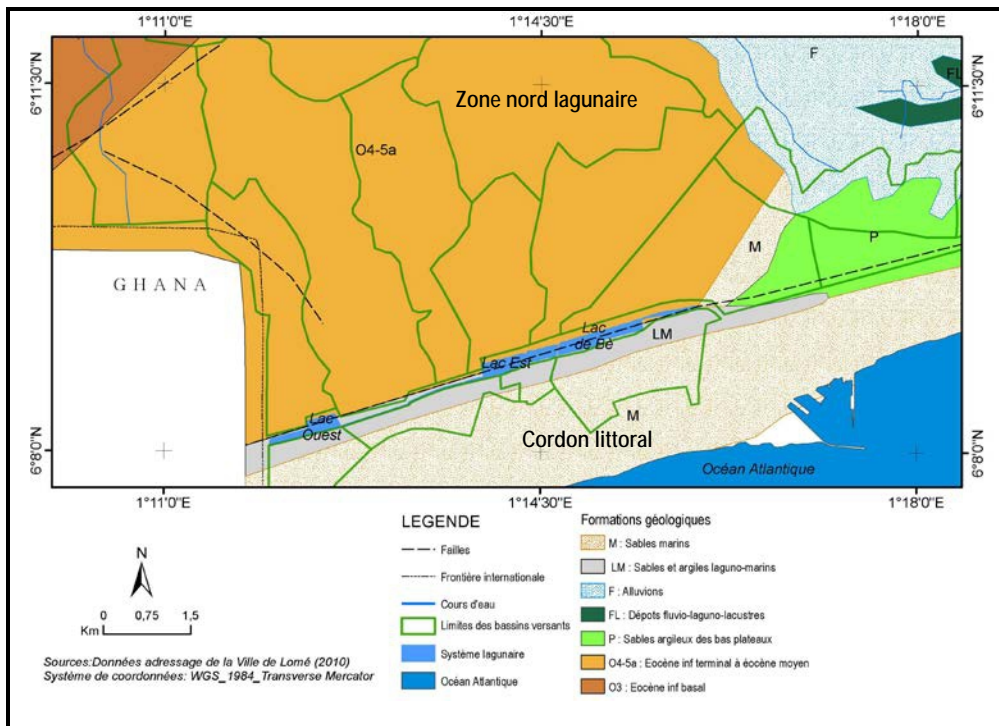 1°11'0"E
1°14'30"E
1°18'0"E
6°11'30"N
6°11'30"N
F
FL
Zone nord lagunaire
O4-5a
M
P
GHANA
Lac de Bè
LM
Lac Est
Lac Ouest
M
Cordon littoral
6°8'0"N
6°8'0"N
Océan Atlantique
1°11'0"E
1°14'30"E
1°18'0"E
LEGENDE
Failles
Frontière internationale
Cours d'eau
Limites des bassins versants
Système lagunaire
Océan Atlantique
Formations géologiques
M : Sables marins
LM : Sables et argiles laguno-marins
F : Alluvions
FL : Dépots fluvio-laguno-lacustres
P : Sables argileux des bas plateaux
O4-5a : Eocène inf terminal à éocène moyen
O3 : Eocène inf basal
N
0 0,75 1,5
Km
Sources:Données adressage de la Ville de Lomé (2010)
Système de coordonnées: WGS_1984_Transverse Mercator